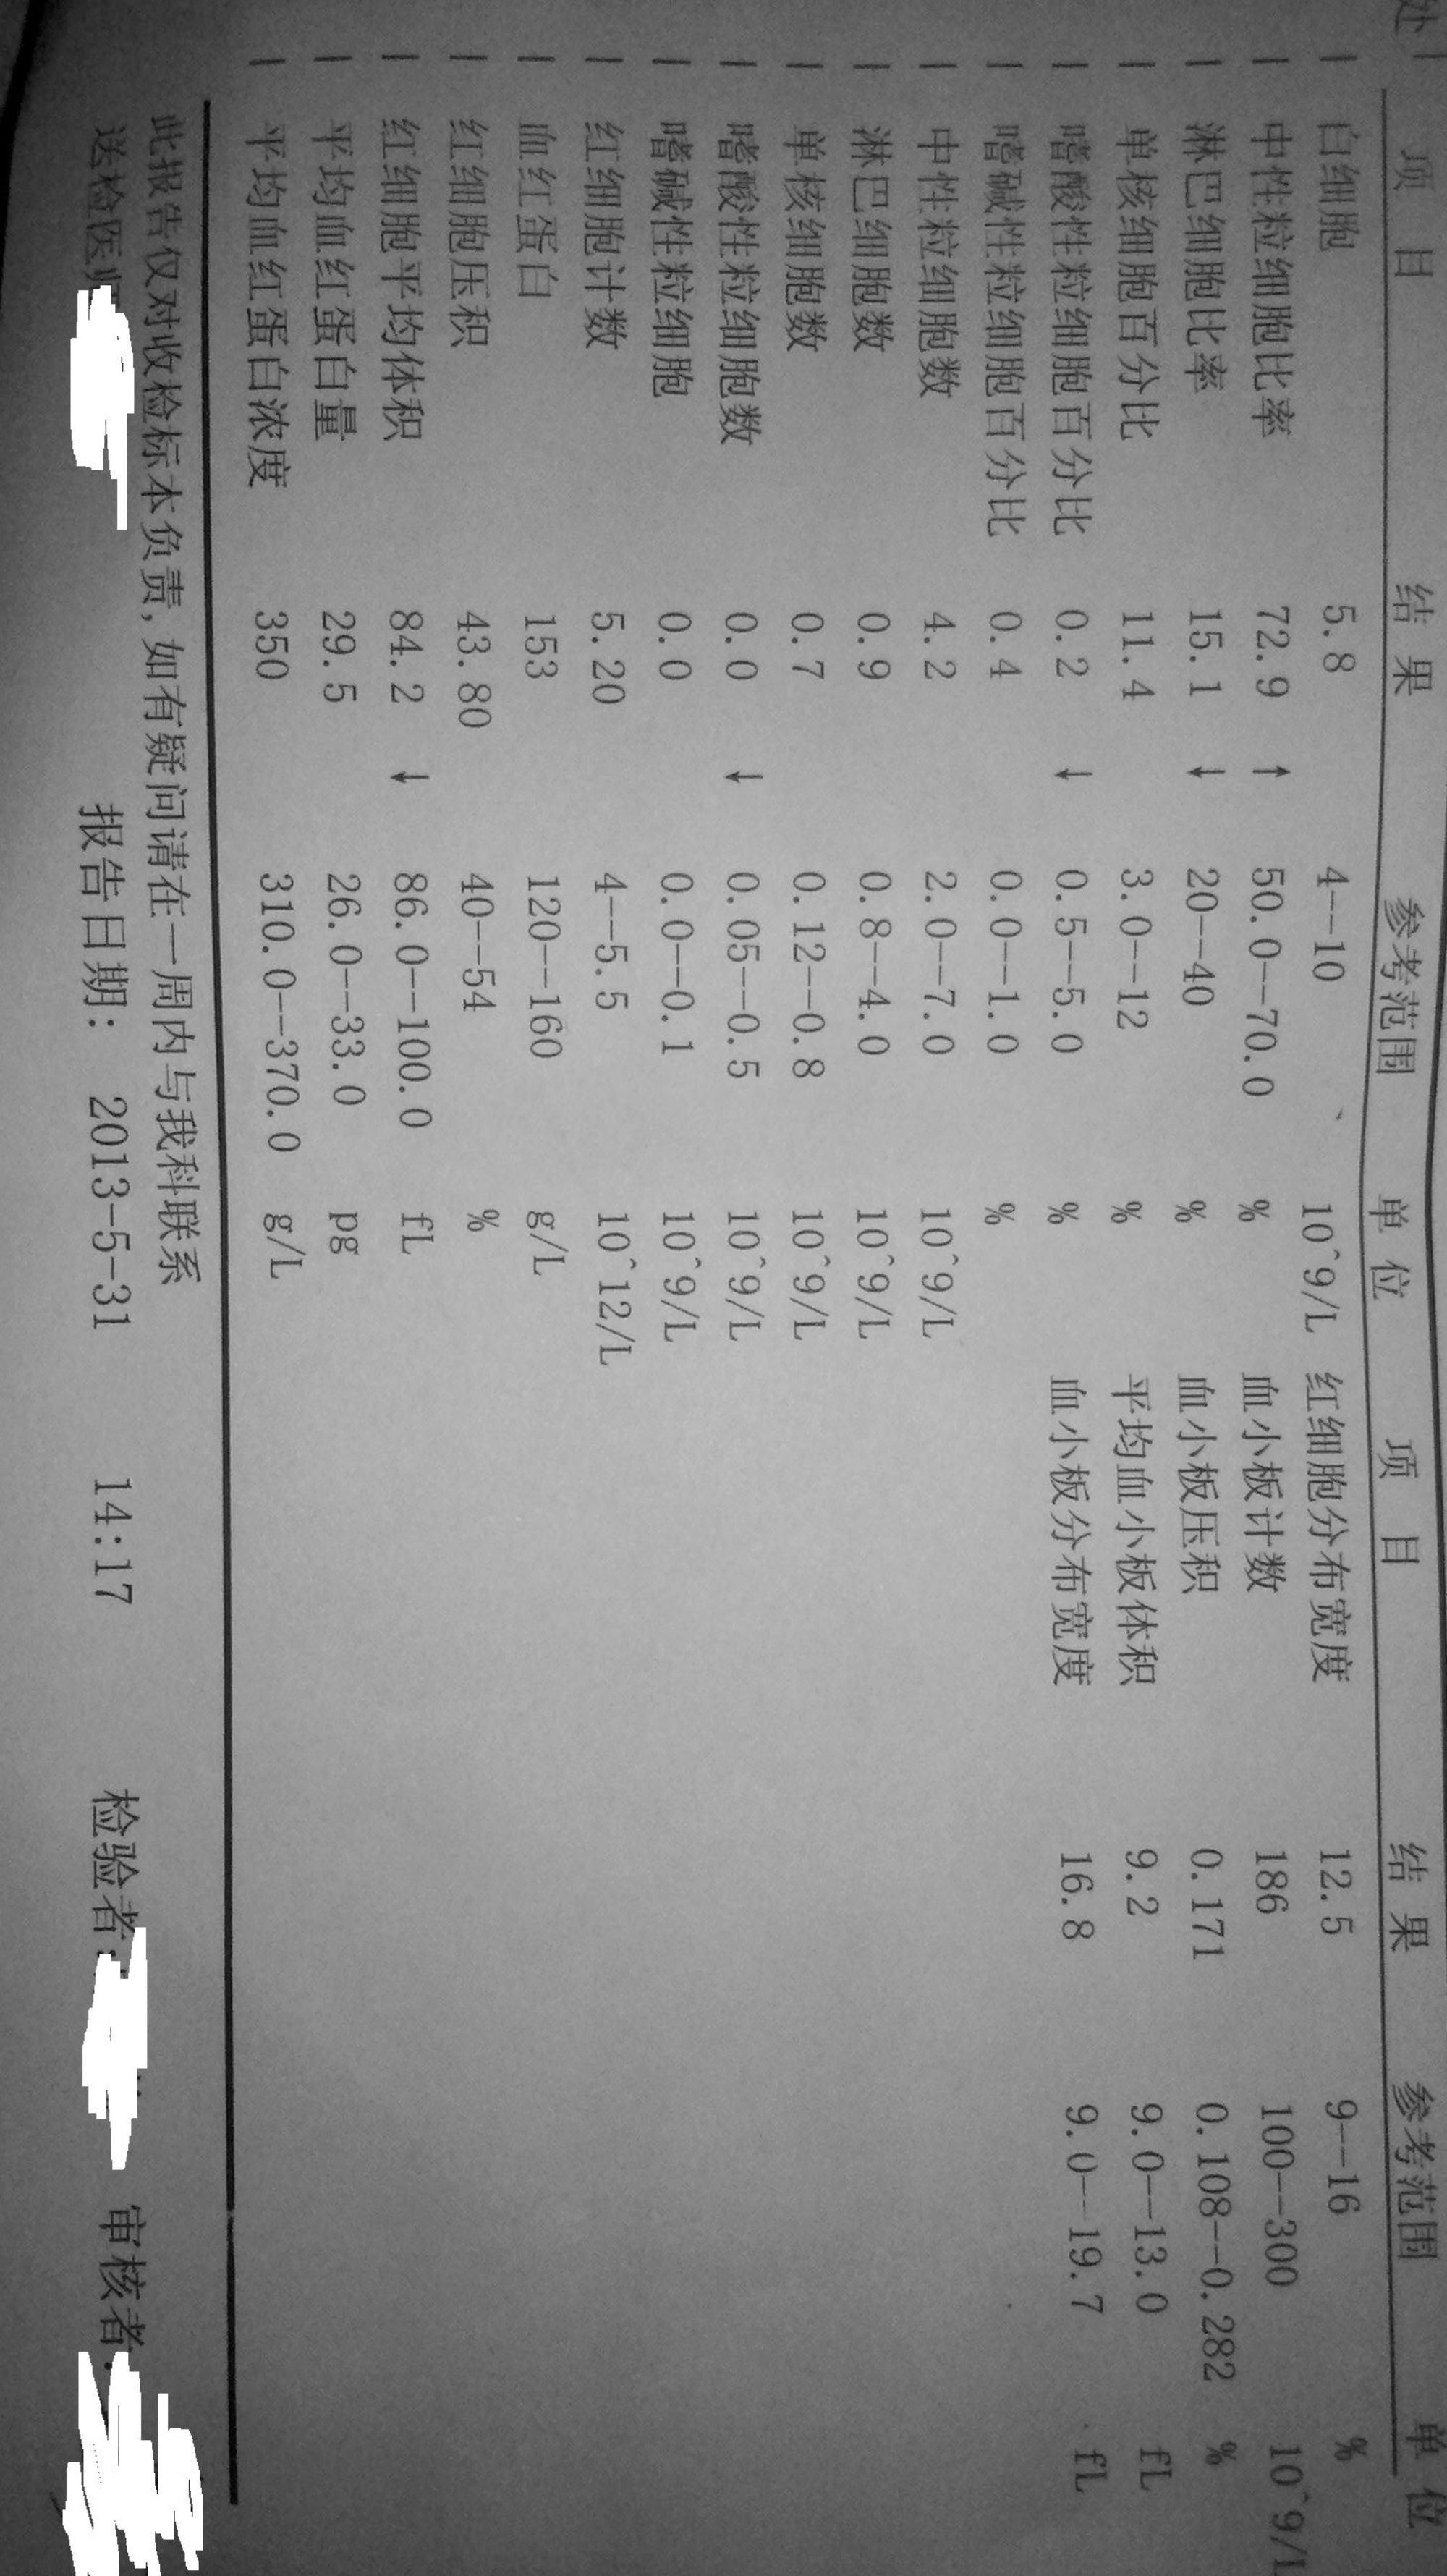 处
项 目 结 果 参考范围 单 位 项 目 结 果 参考范围 单 位
白细胞 5.8 4--10 10^9/L 红细胞分布宽度 12.5 9--16 %
中性粒细胞比率 72.9 ↑ 50.0--70.0 % 血小板计数 186 100--300 10^9/L
淋巴细胞比率 15.1 ↓ 20--40 % 血小板压积 0.171 0.108--0.282 %
单核细胞百分比 11.4 3.0--12 % 平均血小板体积 9.2 9.0--13.0 fL
嗜酸性粒细胞百分比 0.2 ↓ 0.5--5.0 % 血小板分布宽度 16.8 9.0--19.7 fL
嗜碱性粒细胞百分比 0.4 0.0--1.0 %
中性粒细胞数 4.2 2.0--7.0 10^9/L
淋巴细胞数 0.9 0.8--4.0 10^9/L
单核细胞数 0.7 0.12--0.8 10^9/L
嗜酸性粒细胞数 0.0 ↓ 0.05--0.5 10^9/L
嗜碱性粒细胞 0.0 0.0--0.1 10^9/L
红细胞计数 5.20 4--5.5 10^12/L
血红蛋白 153 120--160 g/L
红细胞压积 43.80 40--54 %
红细胞平均体积 84.2 ↓ 86.0--100.0 fL
平均血红蛋白量 29.5 26.0--33.0 pg
平均血红蛋白浓度 350 310.0--370.0 g/L
此报告仅对收检标本负责,如有疑问请在一周内与我科联系
送检医师 报告日期: 2013-5-31 14:17 检验者: 审核者: